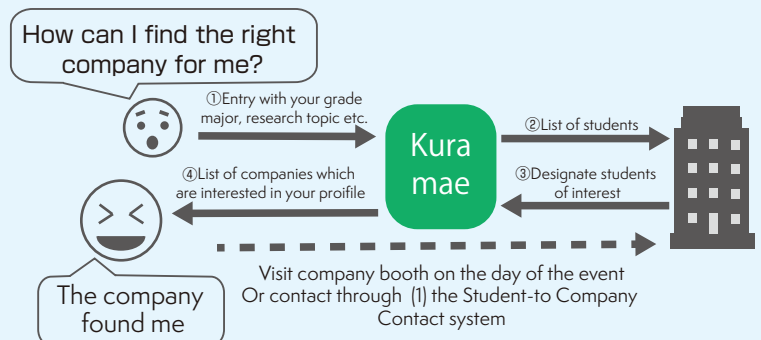 How can I find the right
company for me?
①Entry with your grade
major, research topic etc.
Kura
mae
②List of students
③Designate students
of interest
④List of companies which
are interested in your proifile
The company
found me
Visit company booth on the day of the event
Or contact through (1) the Student-to Company
Contact system